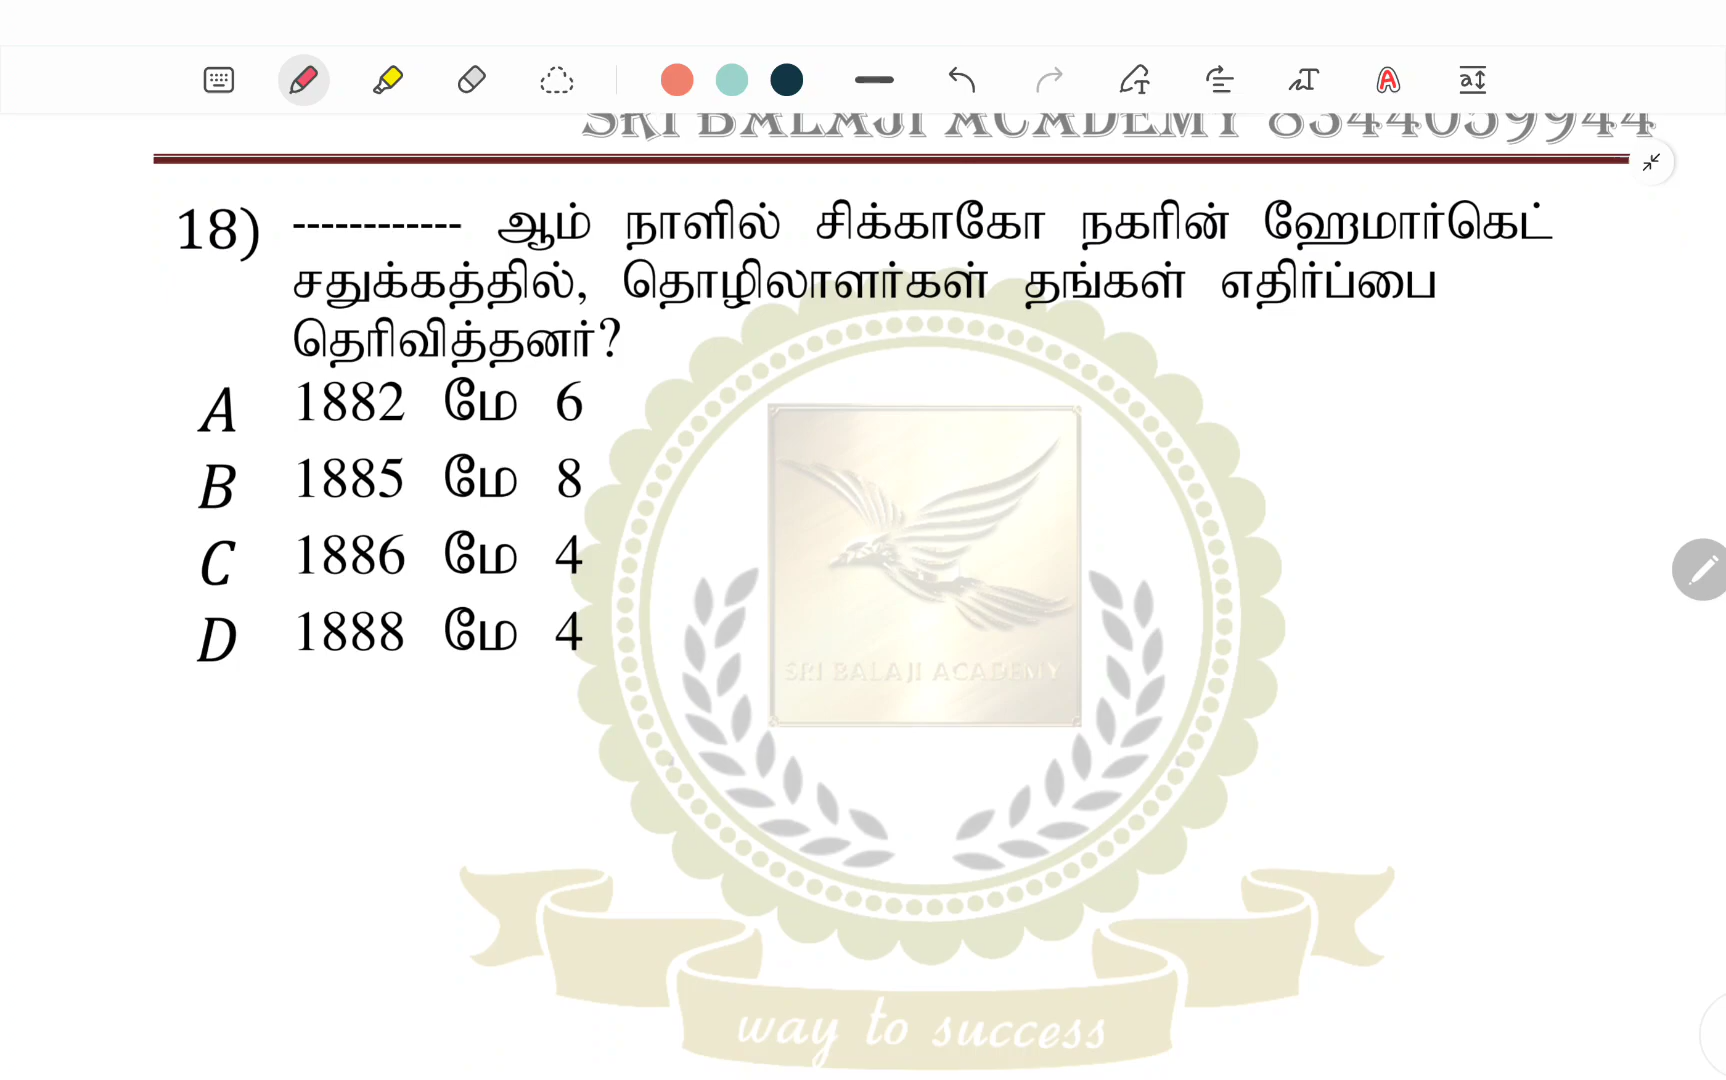 SRI BALAJI ACADEMY 8344059944
18) ------------ ஆம் நாளில் சிக்காகோ நகரின் ஹேமார்கெட்
சதுக்கத்தில், தொழிலாளர்கள் தங்கள் எதிர்ப்பை
தெரிவித்தனர்?
A 1882 மே 6
B 1885 மே 8
C 1886 மே 4
D 1888 மே 4
SRI BALAJI ACADEMY
way to success